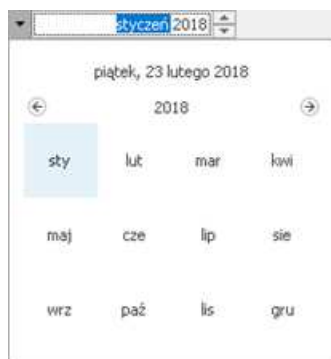 styczeń 2018
piątek, 23 lutego 2018
2018
sty lut mar kwi
maj cze lip sie
wrz paź lis gru